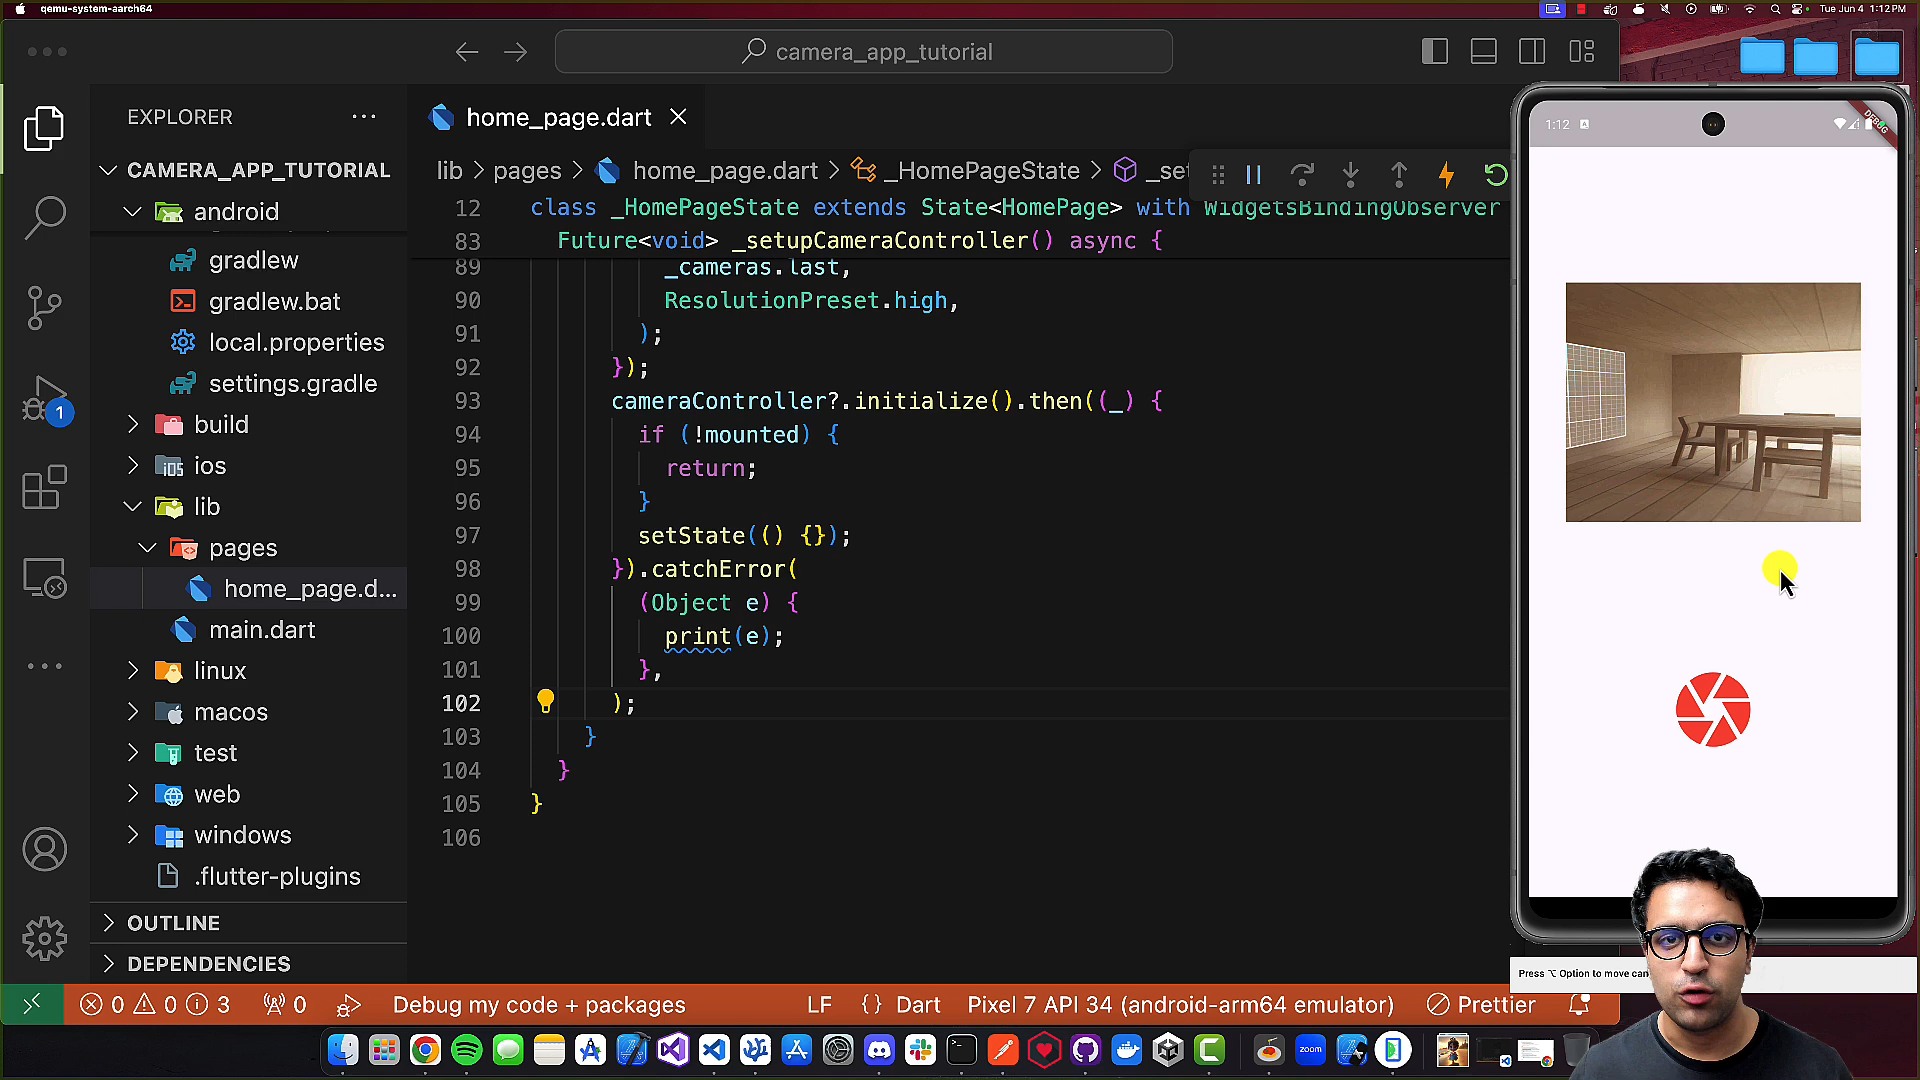 qemu-system-aarch64
Tue Jun 4 1:12 PM
camera_app_tutorial
EXPLORER
CAMERA_APP_TUTORIAL
android
gradlew
gradlew.bat
local.properties
settings.gradle
build
ios
lib
pages
home_page.d...
main.dart
linux
macos
test
web
windows
.flutter-plugins
OUTLINE
DEPENDENCIES
1
home_page.dart
lib > pages > home_page.dart > _HomePageState > _se
12 class _HomePageState extends State<HomePage> with WidgetsBindingObserver
83 Future<void> _setupCameraController() async {
89 _cameras.last,
90 ResolutionPreset.high,
91 );
92 });
93 cameraController?.initialize().then((_) {
94 if (!mounted) {
95 return;
96 }
97 setState(() {});
98 }).catchError(
99 (Object e) {
100 print(e);
101 },
102 );
103 }
104 }
105 }
106
1:12
DEBUG
Press ⌥ Option to move
0 0 3 0 Debug my code + packages LF {} Dart Pixel 7 API 34 (android-arm64 emulator) Prettier
zoom